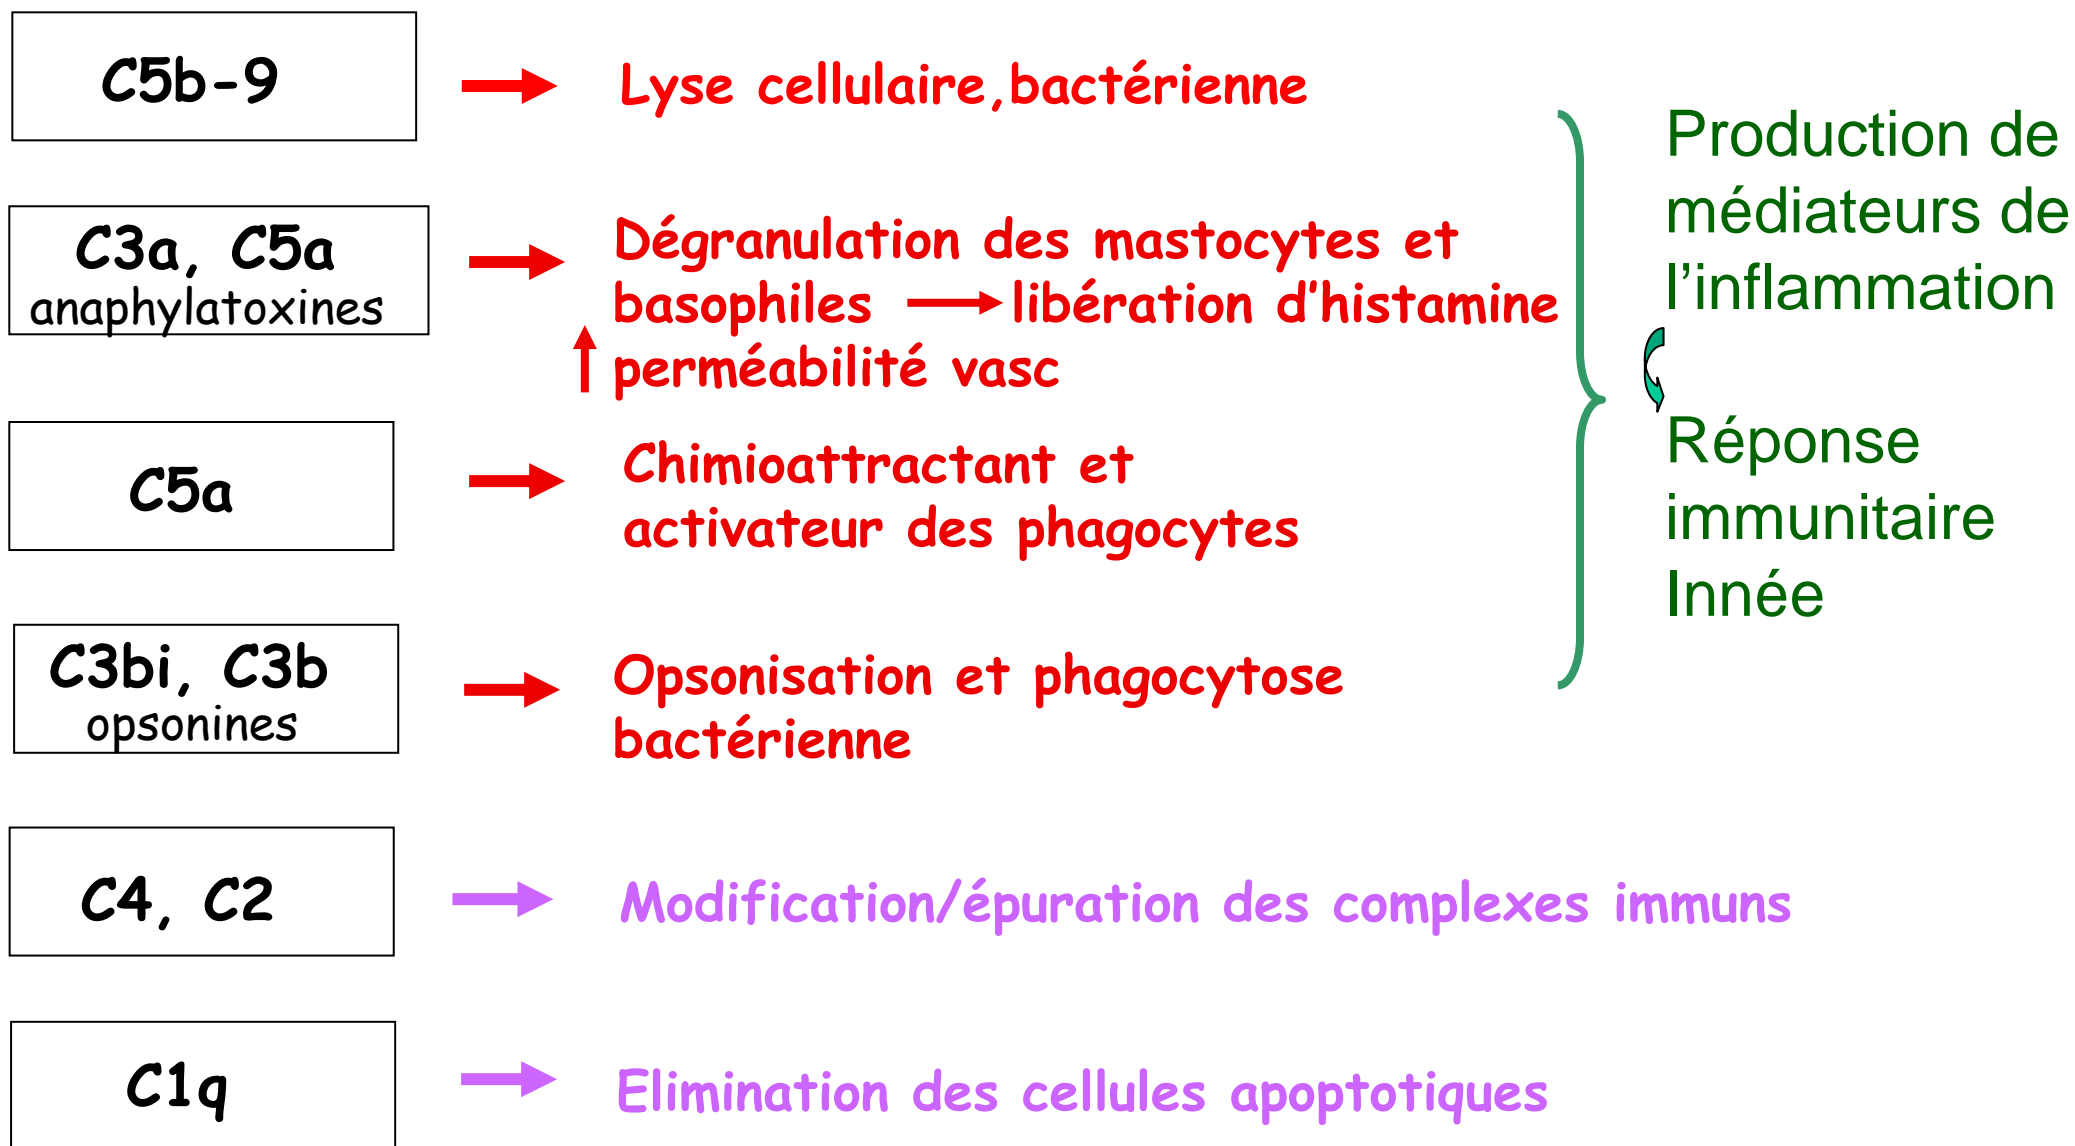 C5b-9
Lyse cellulaire,bactérienne
C3a, C5a
anaphylatoxines
Dégranulation des mastocytes et
basophiles → libération d’histamine
↑ perméabilité vasc
C5a
Chimioattractant et
activateur des phagocytes
C3bi, C3b
opsonines
Opsonisation et phagocytose
bactérienne
C4, C2
Modification/épuration des complexes immuns
C1q
Elimination des cellules apoptotiques
Production de
médiateurs de
l’inflammation
Réponse
immunitaire
Innée